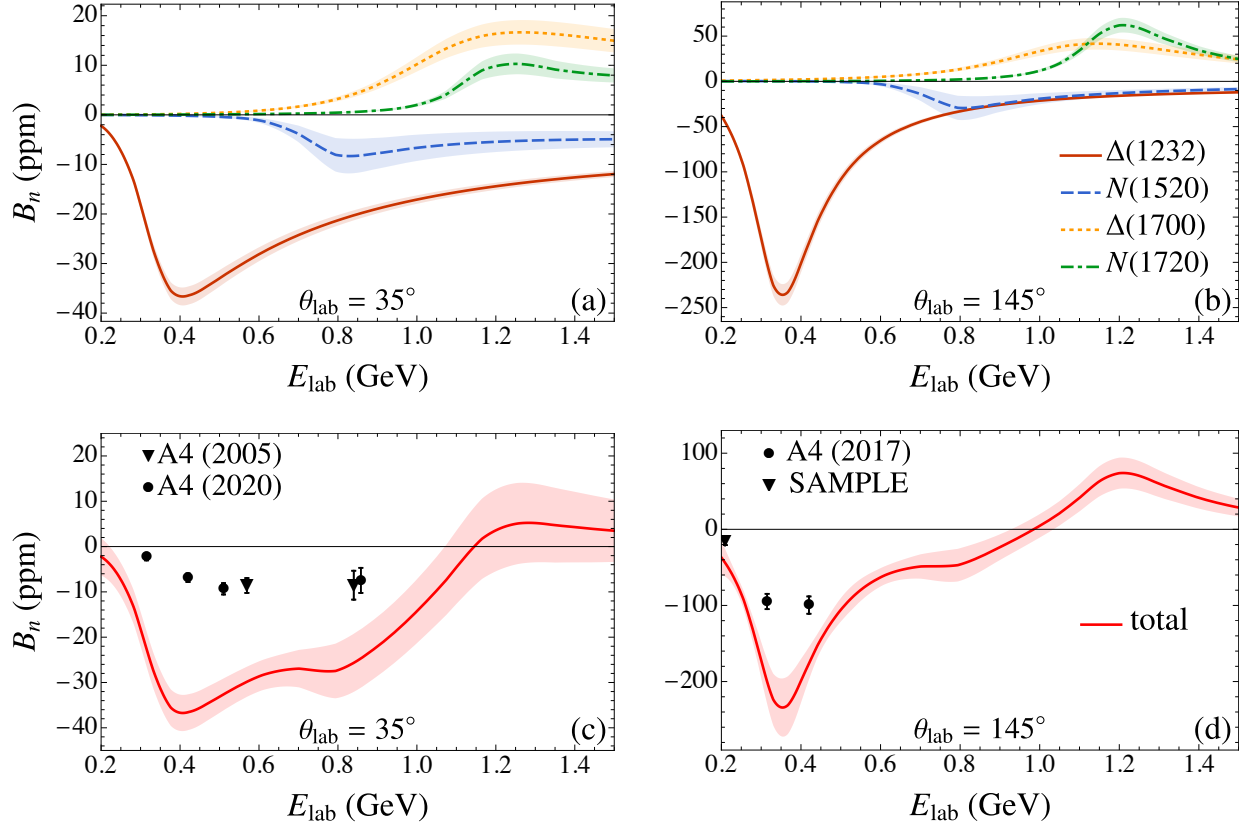 20
10
0
−10
−20
−30
−40
B_n (ppm)
θ_lab = 35°
(a)
0.2 0.4 0.6 0.8 1.0 1.2 1.4
E_lab (GeV)
50
0
−50
−100
−150
−200
−250
B_n (ppm)
Δ(1232)
N(1520)
Δ(1700)
N(1720)
θ_lab = 145°
(b)
0.2 0.4 0.6 0.8 1.0 1.2 1.4
E_lab (GeV)
20
10
0
−10
−20
−30
−40
B_n (ppm)
A4 (2005)
A4 (2020)
θ_lab = 35°
(c)
0.2 0.4 0.6 0.8 1.0 1.2 1.4
E_lab (GeV)
100
0
−100
−200
B_n (ppm)
A4 (2017)
SAMPLE
total
θ_lab = 145°
(d)
0.2 0.4 0.6 0.8 1.0 1.2 1.4
E_lab (GeV)